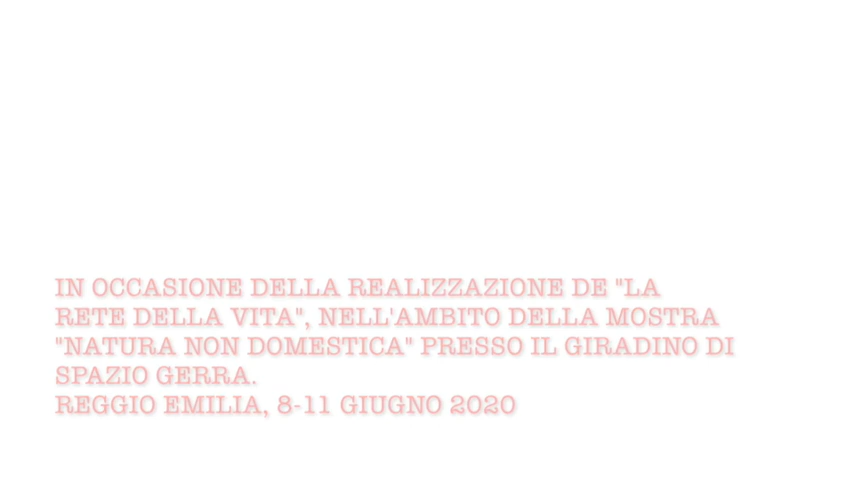 IN OCCASIONE DELLA REALIZZAZIONE DE "LA
RETE DELLA VITA", NELL'AMBITO DELLA MOSTRA
"NATURA NON DOMESTICA" PRESSO IL GIRADINO DI
SPAZIO GERRA.
REGGIO EMILIA, 8-11 GIUGNO 2020